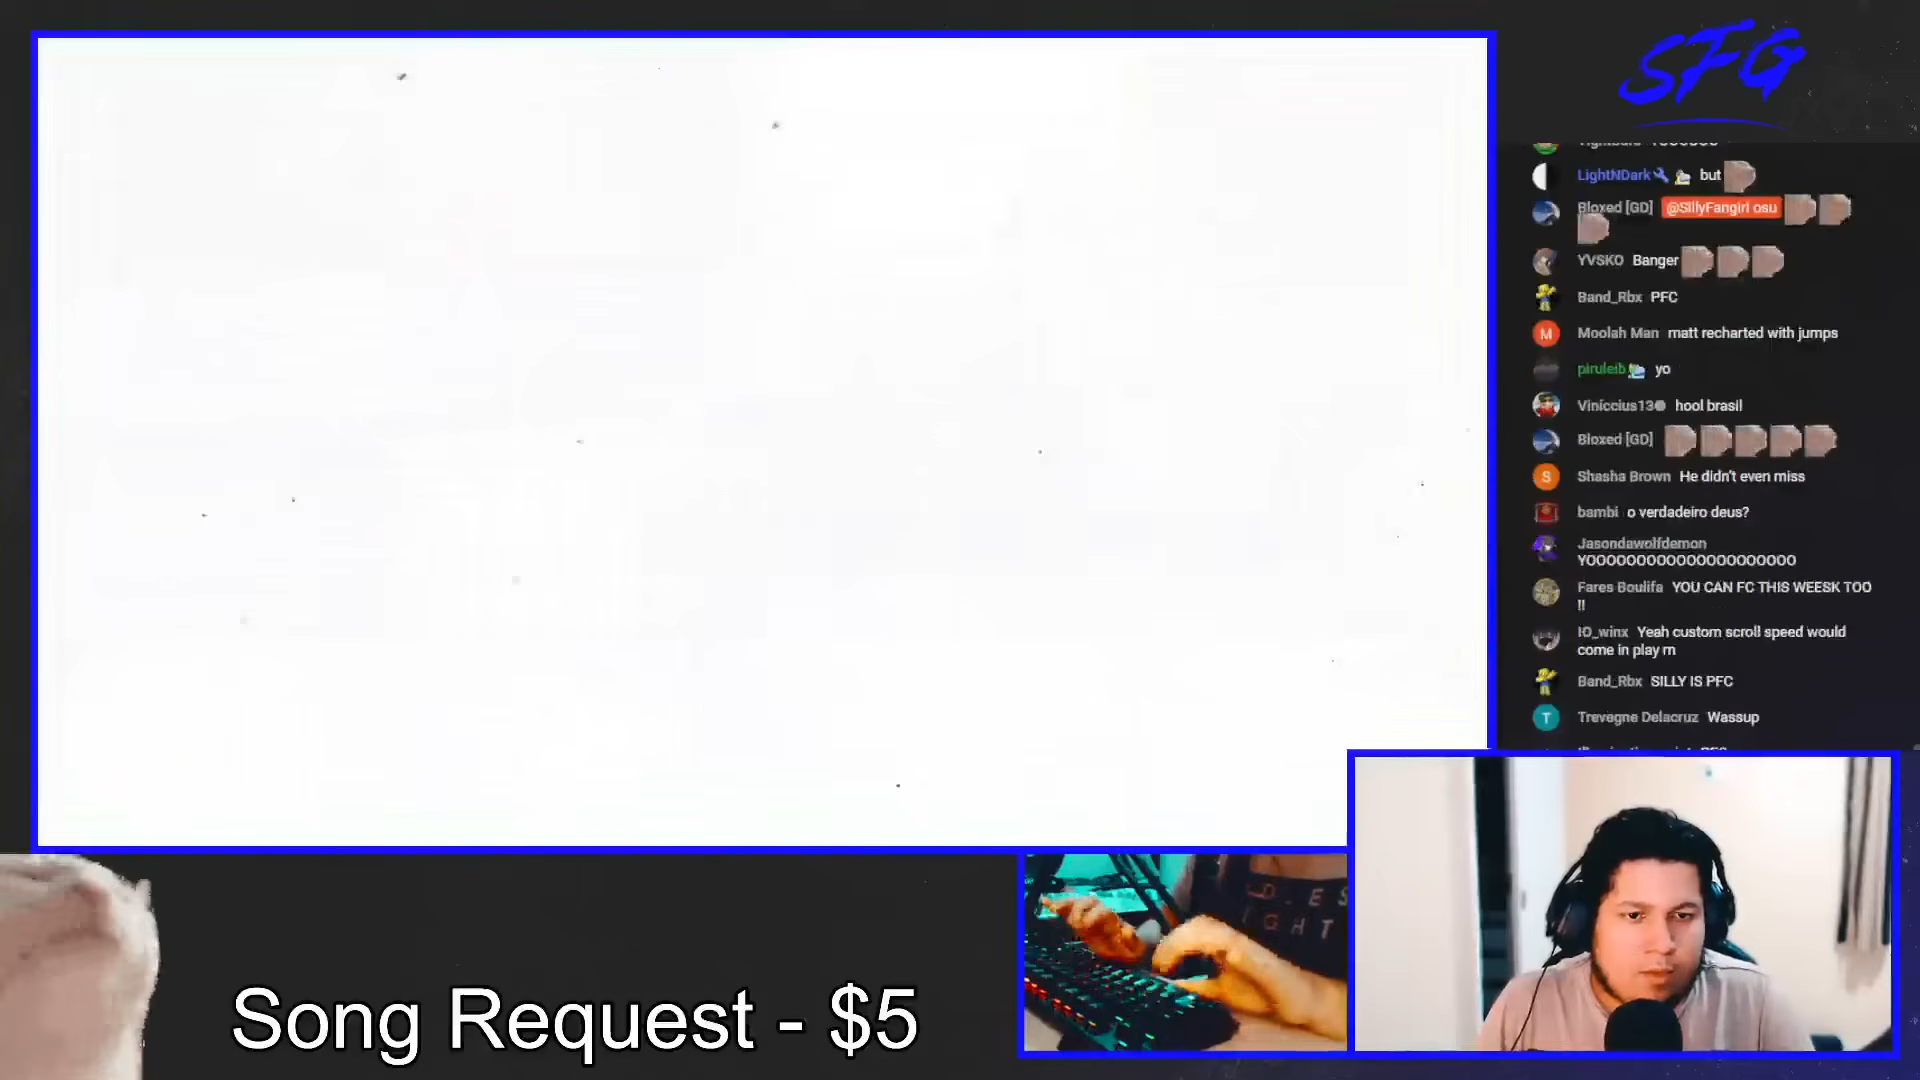 SFG
LightNDark but
Bloxed [GD] @SillyFangirl osu
YVSKO Banger
Band_Rbx PFC
M Moolah Man matt recharted with jumps
piruleib yo
Viniccius13 hool brasil
Bloxed [GD]
S Shasha Brown He didn't even miss
bambi o verdadeiro deus?
Jasondawolfdemon
YOOOOOOOOOOOOOOOOOOOOO
Fares Boulifa YOU CAN FC THIS WEESK TOO
!!
IO_winx Yeah custom scroll speed would
come in play rn
Band_Rbx SILLY IS PFC
T Trevegne Delacruz Wassup
Song Request - $5